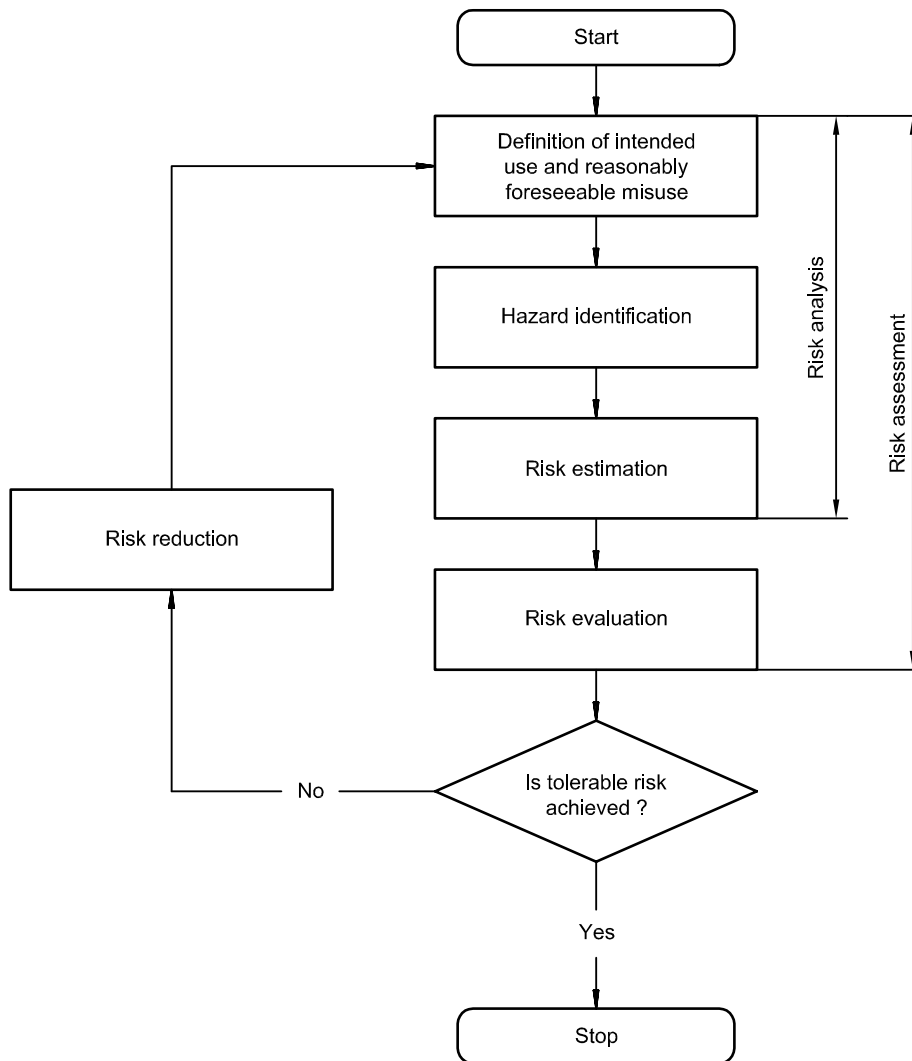 Start
Definition of intended
use and reasonably
foreseeable misuse
Hazard identification
Risk analysis
Risk assessment
Risk estimation
Risk reduction
Risk evaluation
Is tolerable risk
achieved ?
No
Yes
Stop